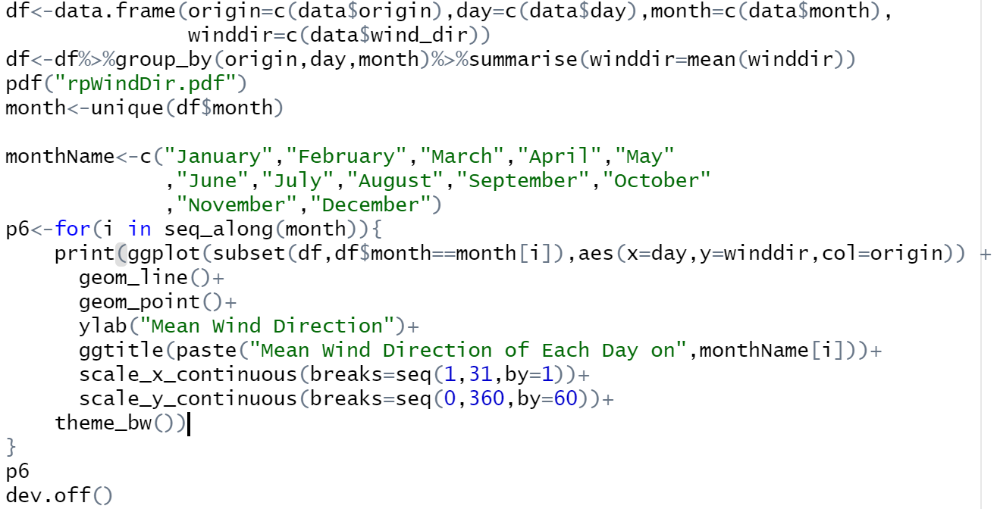 df<-data.frame(origin=c(data$origin),day=c(data$day),month=c(data$month),
               winddir=c(data$wind_dir))
df<-df%>%group_by(origin,day,month)%>%summarise(winddir=mean(winddir))
pdf("rpWindDir.pdf")
month<-unique(df$month)

monthName<-c("January","February","March","April","May"
             ,"June","July","August","September","October"
             ,"November","December")
p6<-for(i in seq_along(month)){
    print(ggplot(subset(df,df$month==month[i]),aes(x=day,y=winddir,col=origin)) +
      geom_line()+
      geom_point()+
      ylab("Mean Wind Direction")+
      ggtitle(paste("Mean Wind Direction of Each Day on",monthName[i]))+
      scale_x_continuous(breaks=seq(1,31,by=1))+
      scale_y_continuous(breaks=seq(0,360,by=60))+
    theme_bw())
}
p6
dev.off()